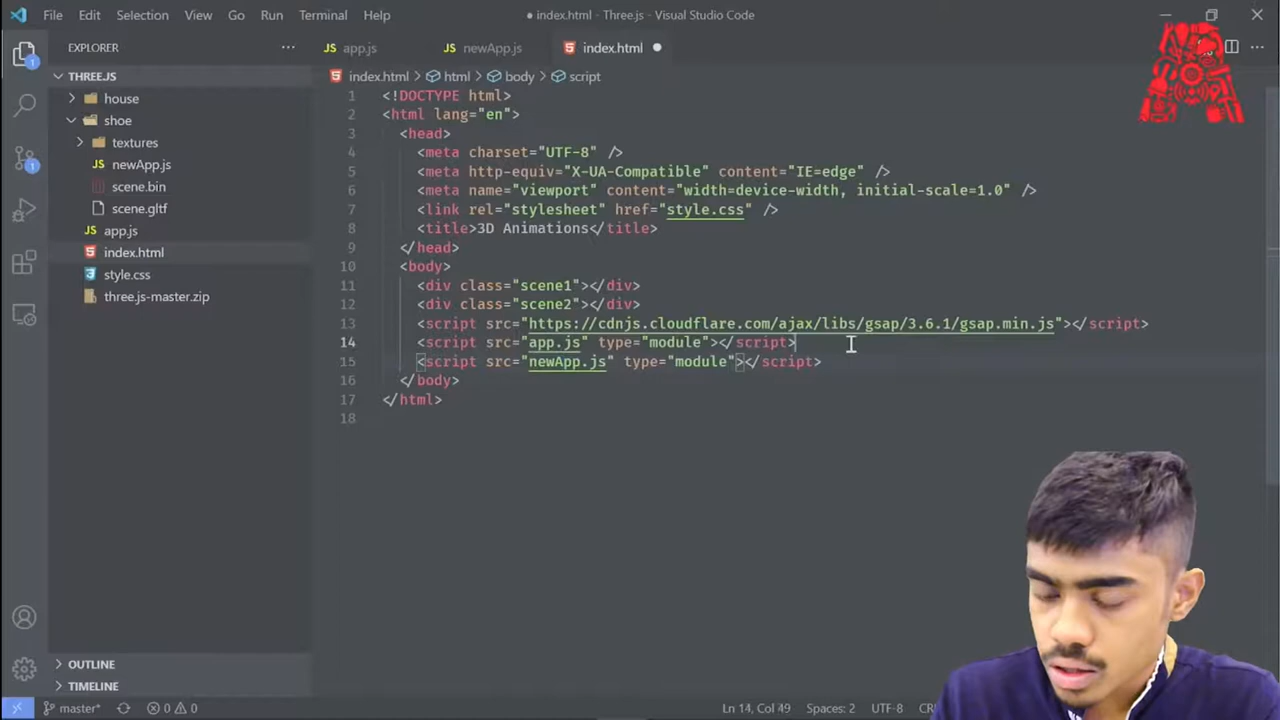 File Edit Selection View Go Run Terminal Help
index.html - Three.js - Visual Studio Code
EXPLORER
1
THREE.JS
house
shoe
textures
newApp.js
scene.bin
scene.gltf
app.js
index.html
style.css
three.js-master.zip
1
OUTLINE
TIMELINE
app.js newApp.js index.html
index.html html body script
1 <!DOCTYPE html>
2 <html lang="en">
3 <head>
4 <meta charset="UTF-8" />
5 <meta http-equiv="X-UA-Compatible" content="IE=edge" />
6 <meta name="viewport" content="width=device-width, initial-scale=1.0" />
7 <link rel="stylesheet" href="style.css" />
8 <title>3D Animations</title>
9 </head>
10 <body>
11 <div class="scene1"></div>
12 <div class="scene2"></div>
13 <script src="https://cdnjs.cloudflare.com/ajax/libs/gsap/3.6.1/gsap.min.js"></script>
14 <script src="app.js" type="module"></script>
15 <script src="newApp.js" type="module"></script>
16 </body>
17 </html>
18
master* 0 0 Ln 14, Col 49 Spaces: 2 UTF-8